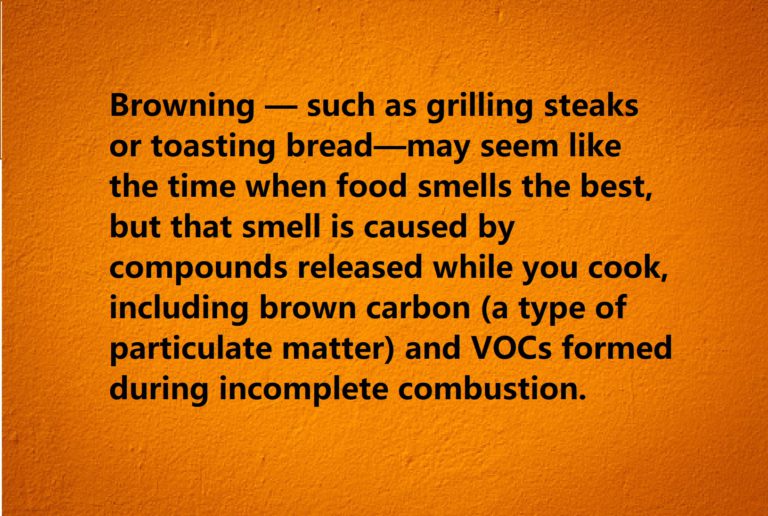 Browning — such as grilling steaks
or toasting bread—may seem like
the time when food smells the best,
but that smell is caused by
compounds released while you cook,
including brown carbon (a type of
particulate matter) and VOCs formed
during incomplete combustion.